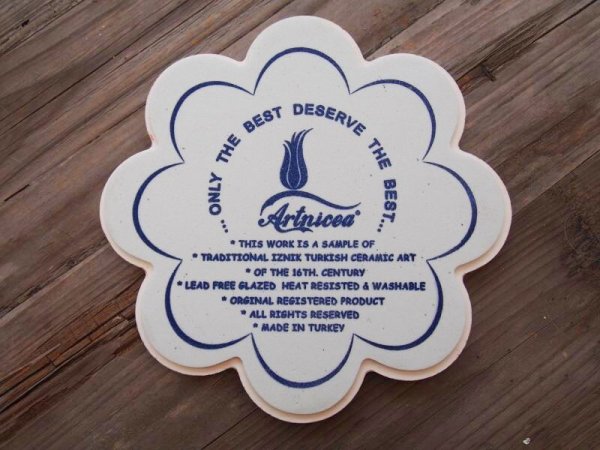 ...ONLY THE BEST DESERVE THE BEST...
Artnicea®
* THIS WORK IS A SAMPLE OF
* TRADITIONAL IZNIK TURKISH CERAMIC ART
* OF THE 16TH. CENTURY
* LEAD FREE GLAZED HEAT RESISTED & WASHABLE
* ORGINAL REGISTERED PRODUCT
* ALL RIGHTS RESERVED
* MADE IN TURKEY